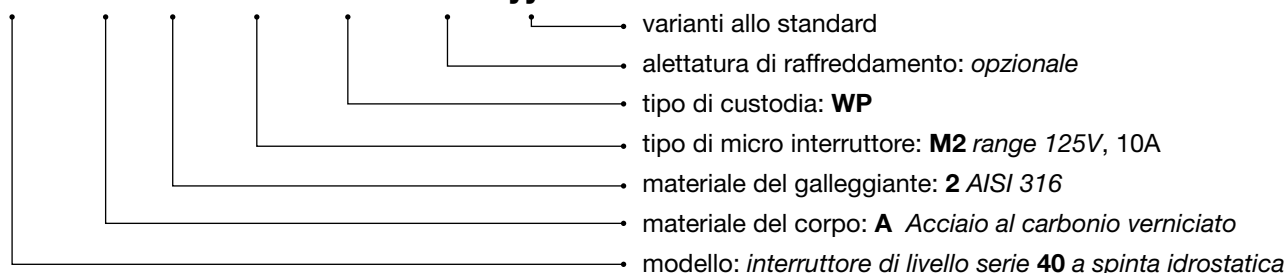 varianti allo standard
alettatura di raffreddamento: opzionale
tipo di custodia: WP
tipo di micro interruttore: M2 range 125V, 10A
materiale del galleggiante: 2 AISI 316
materiale del corpo: A Acciaio al carbonio verniciato
modello: interruttore di livello serie 40 a spinta idrostatica